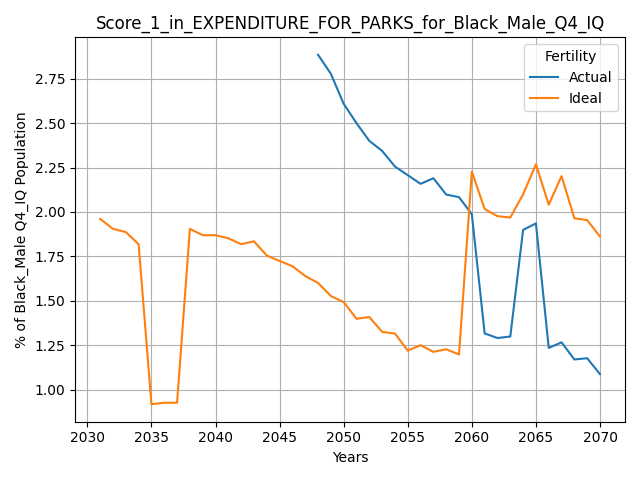 Score_1_in_EXPENDITURE_FOR_PARKS_for_Black_Male_Q4_IQ
Fertility
Actual
Ideal
% of Black_Male Q4_IQ Population
2.75
2.50
2.25
2.00
1.75
1.50
1.25
1.00
2030 2035 2040 2045 2050 2055 2060 2065 2070
Years